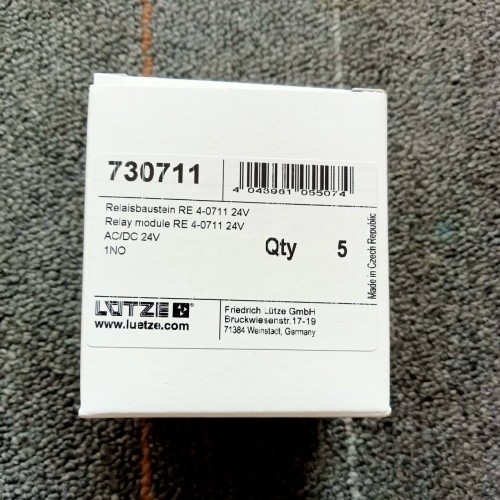 730711
4 043961 055074
Relaisbaustein RE 4-0711 24V
Relay module RE 4-0711 24V
AC/DC 24V
1NO
Qty 5
Made in Czech Republic
LÜTZE
www.luetze.com
Friedrich Lütze GmbH
Bruckwiesenstr.17-19
71384 Weinstadt, Germany